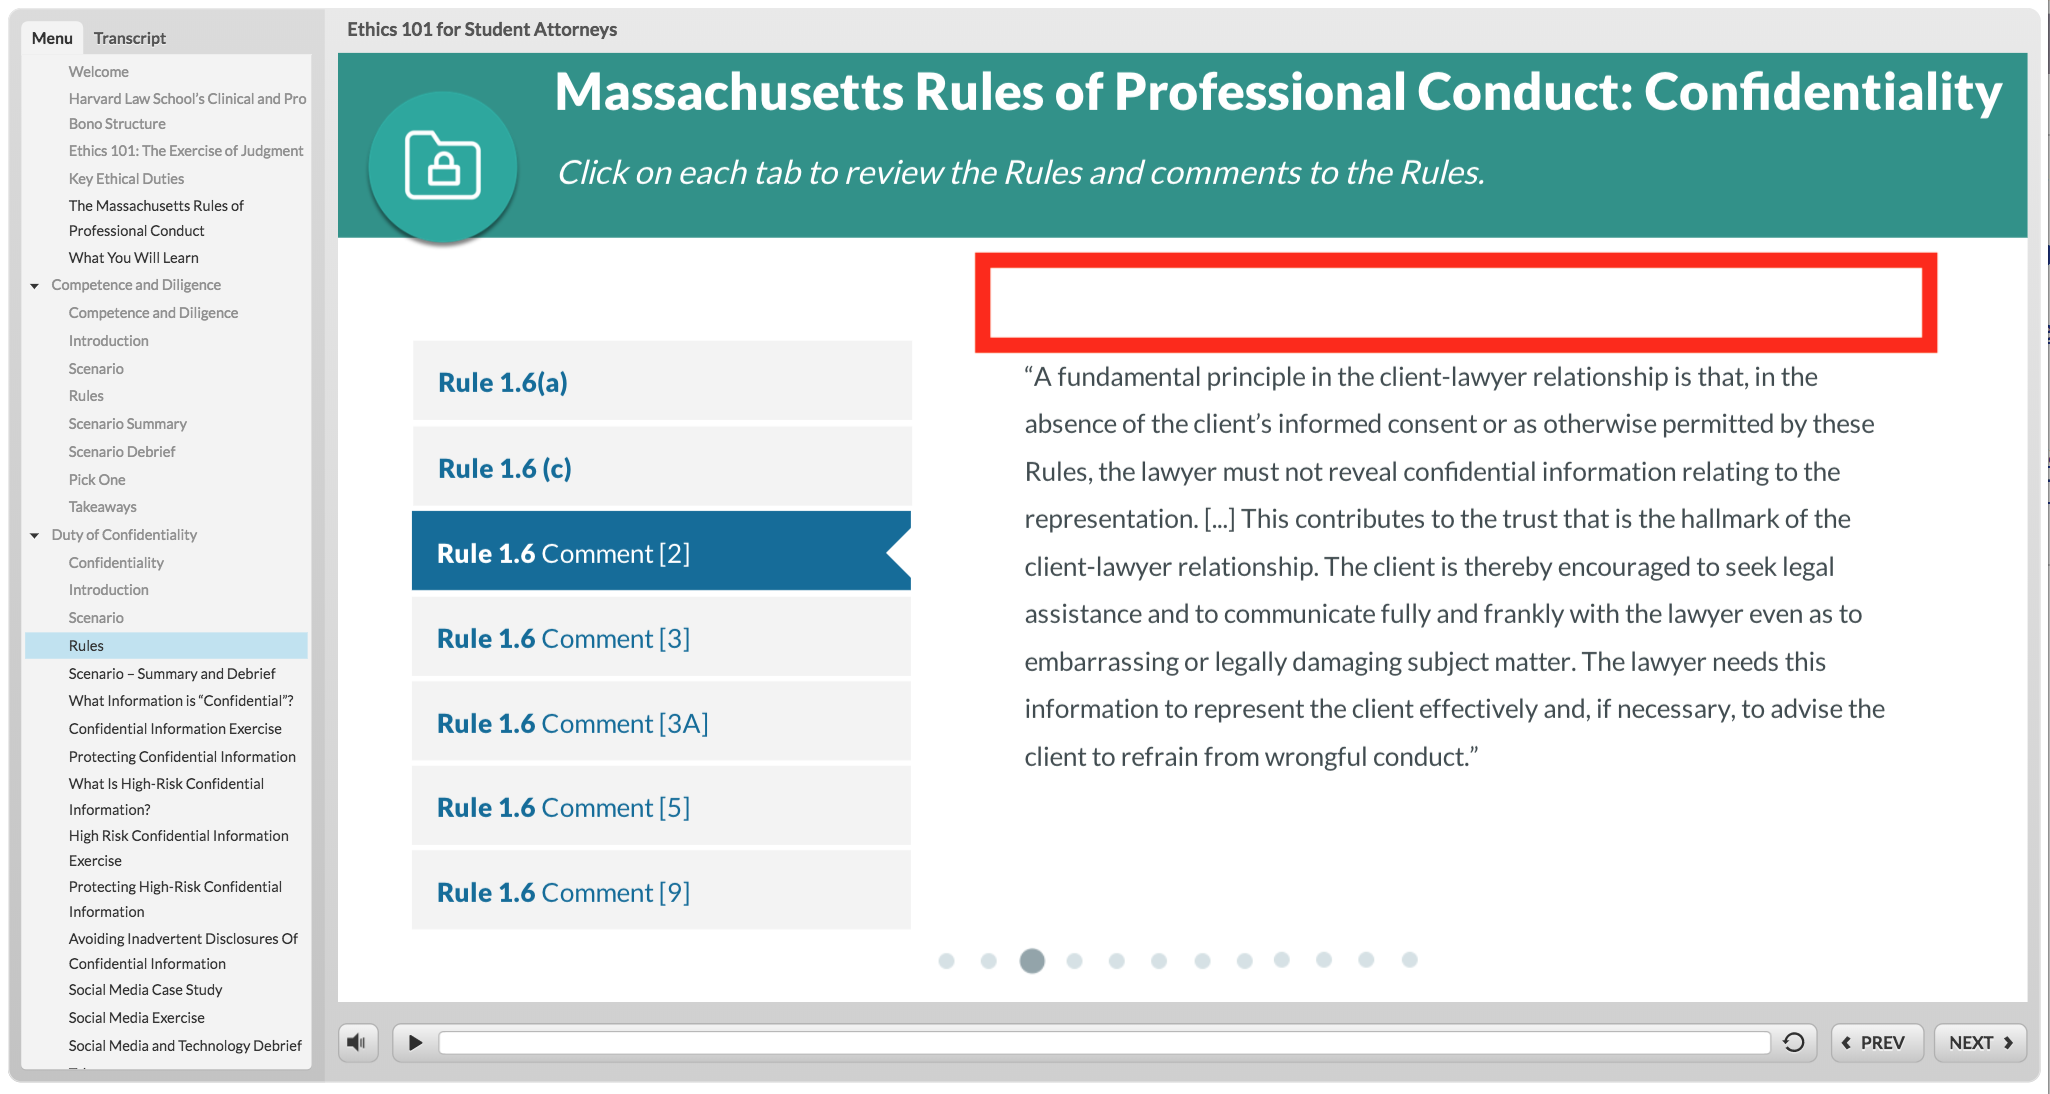 Menu
Transcript
Welcome
Harvard Law School's Clinical and Pro
Bono Structure
Ethics 101: The Exercise of Judgment
Key Ethical Duties
The Massachusetts Rules of
Professional Conduct
What You Will Learn
Competence and Diligence
Competence and Diligence
Introduction
Scenario
Rules
Scenario Summary
Scenario Debrief
Pick One
Takeaways
Duty of Confidentiality
Confidentiality
Introduction
Scenario
Rules
Scenario – Summary and Debrief
What Information is “Confidential”?
Confidential Information Exercise
Protecting Confidential Information
What Is High-Risk Confidential
Information?
High Risk Confidential Information
Exercise
Protecting High-Risk Confidential
Information
Avoiding Inadvertent Disclosures Of
Confidential Information
Social Media Case Study
Social Media Exercise
Social Media and Technology Debrief
Ethics 101 for Student Attorneys
Massachusetts Rules of Professional Conduct: Confidentiality
Click on each tab to review the Rules and comments to the Rules.
Rule 1.6(a)
Rule 1.6 (c)
Rule 1.6 Comment [2]
Rule 1.6 Comment [3]
Rule 1.6 Comment [3A]
Rule 1.6 Comment [5]
Rule 1.6 Comment [9]
“A fundamental principle in the client-lawyer relationship is that, in the
absence of the client’s informed consent or as otherwise permitted by these
Rules, the lawyer must not reveal confidential information relating to the
representation. [...] This contributes to the trust that is the hallmark of the
client-lawyer relationship. The client is thereby encouraged to seek legal
assistance and to communicate fully and frankly with the lawyer even as to
embarrassing or legally damaging subject matter. The lawyer needs this
information to represent the client effectively and, if necessary, to advise the
client to refrain from wrongful conduct.”
PREV
NEXT